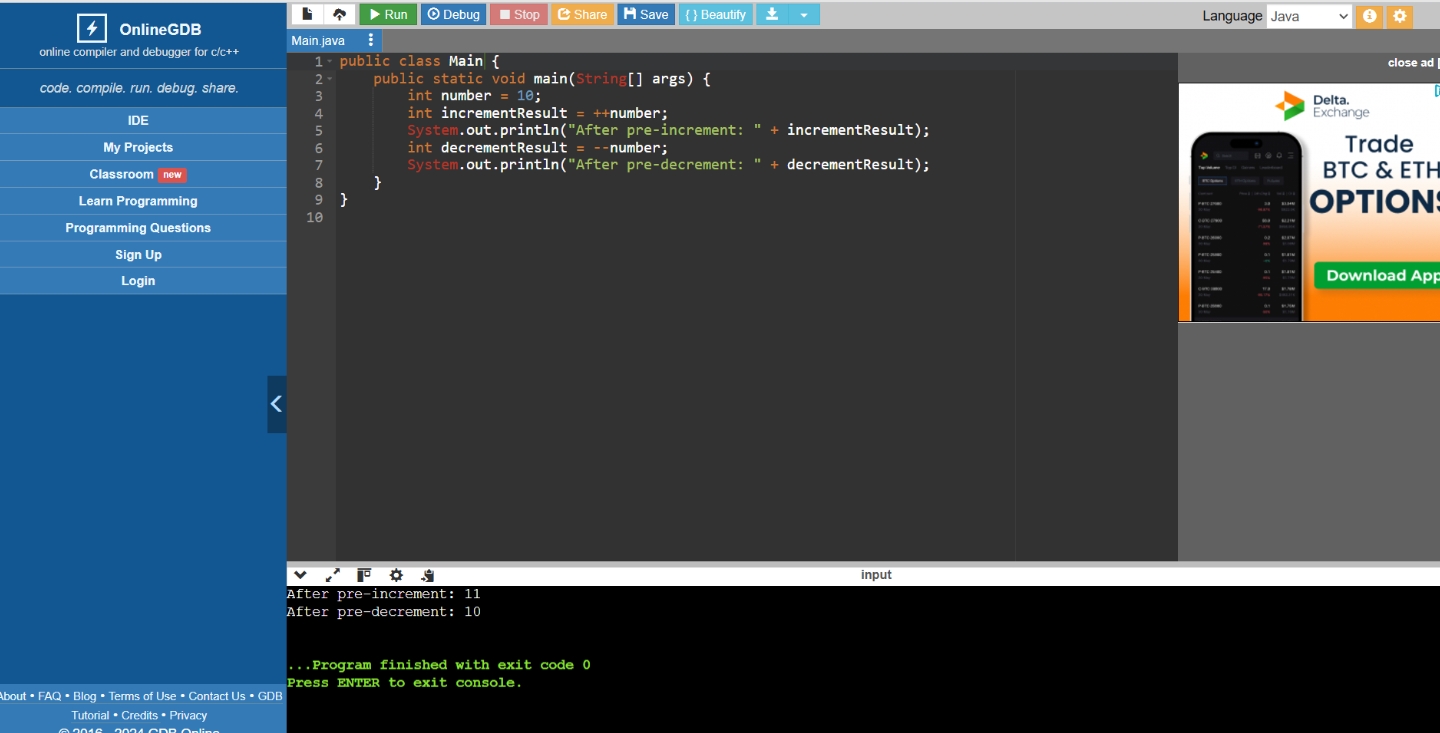 OnlineGDB
online compiler and debugger for c/c++
code. compile. run. debug. share.
IDE
My Projects
Classroom new
Learn Programming
Programming Questions
Sign Up
Login
About • FAQ • Blog • Terms of Use • Contact Us • GDB
Tutorial • Credits • Privacy
© 2016 - 2024 GDB Online
Run Debug Stop Share Save { } Beautify
Language Java
Main.java
1 public class Main {
2 public static void main(String[] args) {
3 int number = 10;
4 int incrementResult = ++number;
5 System.out.println("After pre-increment: " + incrementResult);
6 int decrementResult = --number;
7 System.out.println("After pre-decrement: " + decrementResult);
8 }
9 }
10
close ad [
Delta.
Exchange
Trade
BTC & ETH
OPTIONS
Download App
input
After pre-increment: 11
After pre-decrement: 10
...Program finished with exit code 0
Press ENTER to exit console.